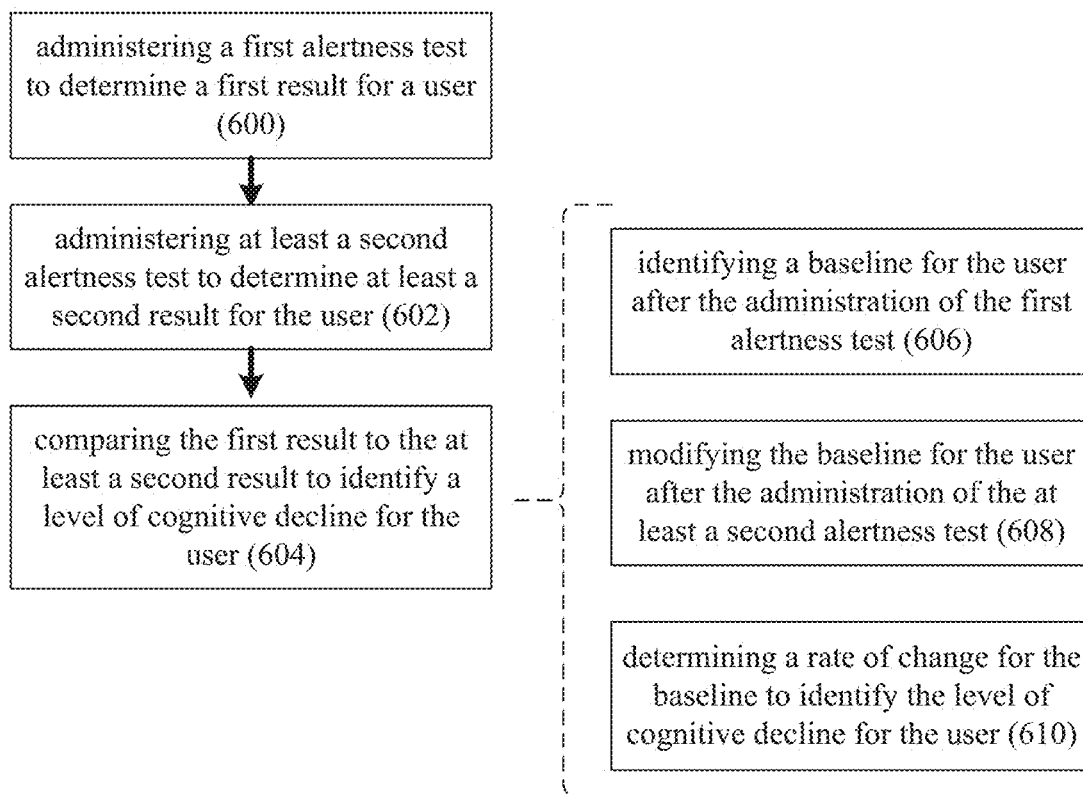 administering a first alertness test
to determine a first result for a user
(600)
administering at least a second
alertness test to determine at least a
second result for the user (602)
comparing the first result to the at
least a second result to identify a
level of cognitive decline for the
user (604)
identifying a baseline for the user
after the administration of the first
alertness test (606)
modifying the baseline for the user
after the administration of the at
least a second alertness test (608)
determining a rate of change for the
baseline to identify the level of
cognitive decline for the user (610)